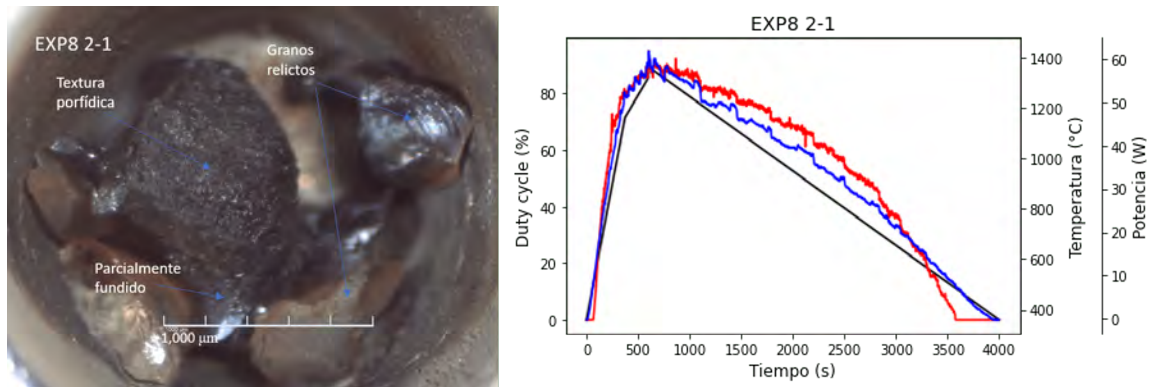 EXP8 2-1
Granos
relictos
Textura
porfídica
Parcialmente
fundido
1,000 µm
EXP8 2-1
Duty cycle (%)
80
60
40
20
0
1400
1200
1000
800
600
400
Temperatura (°C)
60
50
40
30
20
10
0
Potencia (W)
0
500
1000
1500
2000
2500
3000
3500
4000
Tiempo (s)